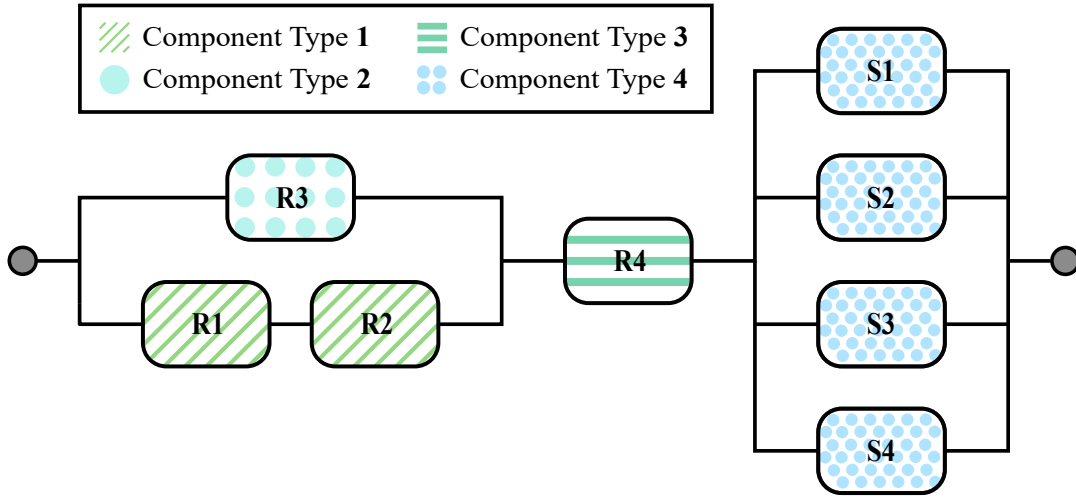 Component Type 1
Component Type 3
Component Type 2
Component Type 4
S1
R3
S2
R4
R1
R2
S3
S4